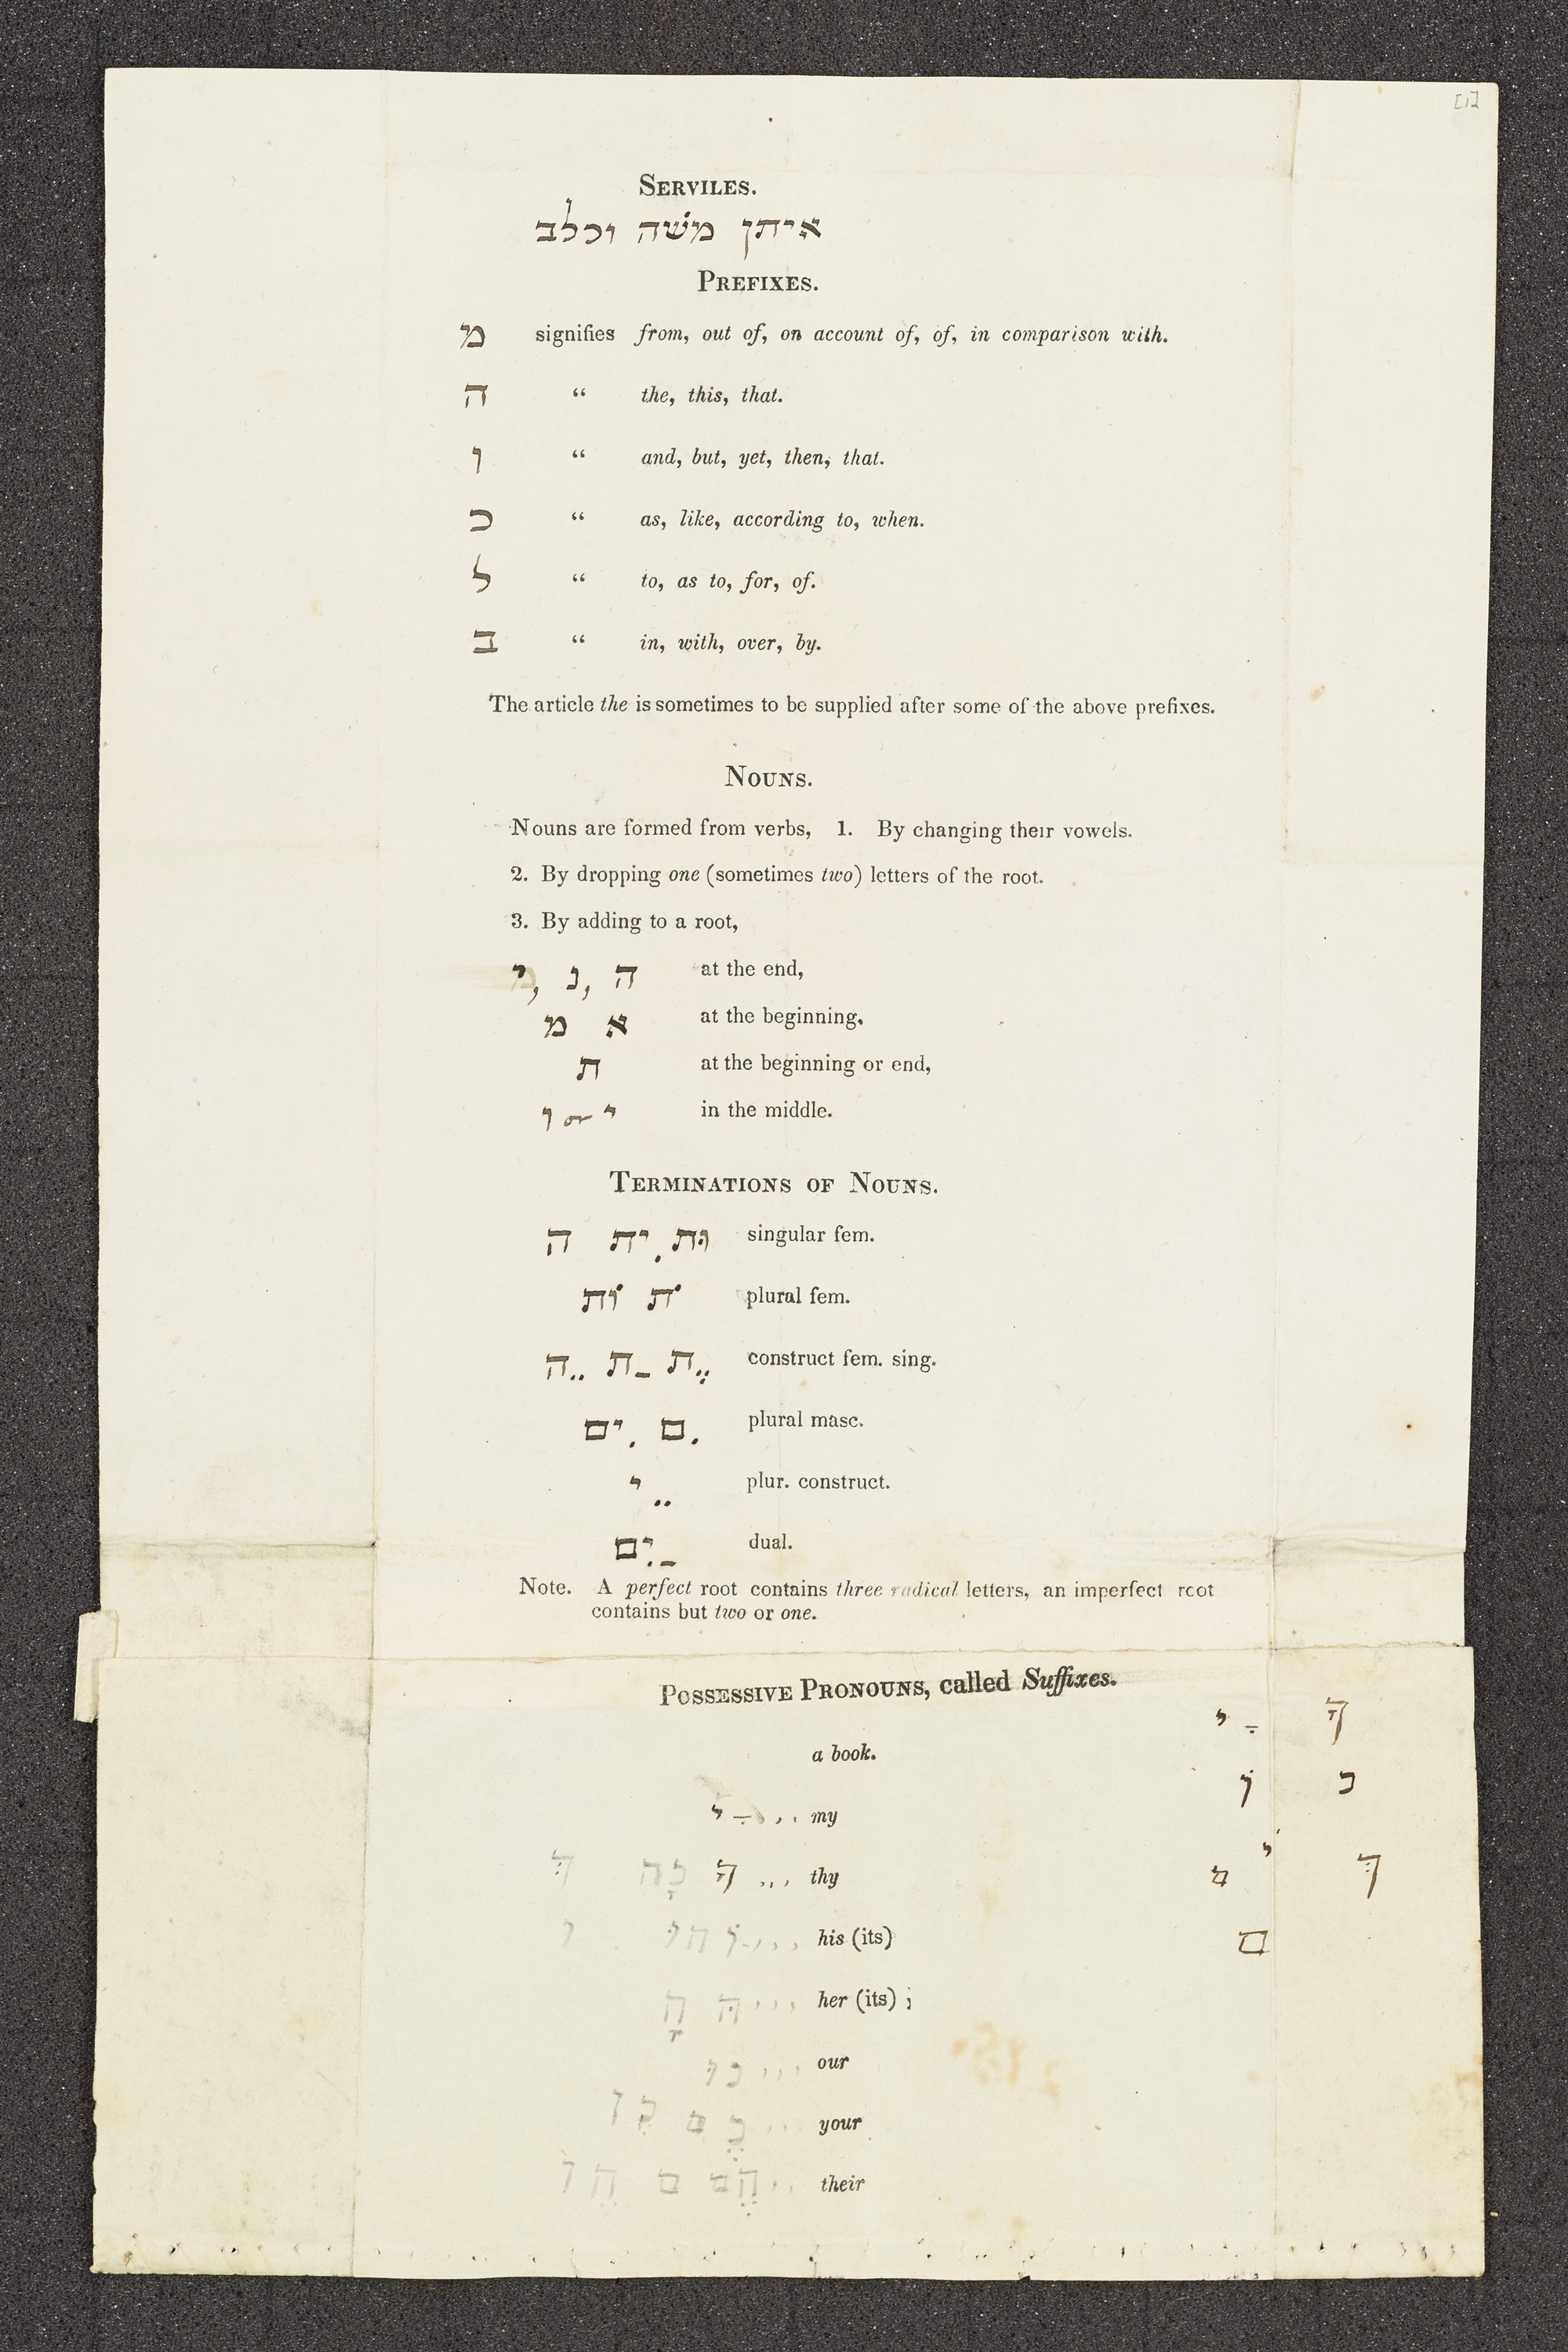 [1]
SERVILES.
איתן משה וכלב
PREFIXES.
מ signifies from, out of, on account of, of, in comparison with.
ה “ the, this, that.
ו “ and, but, yet, then, that.
כ “ as, like, according to, when.
ל “ to, as to, for, of.
ב “ in, with, over, by.
The article the is sometimes to be supplied after some of the above prefixes.
NOUNS.
Nouns are formed from verbs, 1. By changing their vowels.
2. By dropping one (sometimes two) letters of the root.
3. By adding to a root,
ה, נ, י at the end,
א מ at the beginning,
ת at the beginning or end,
י or ו in the middle.
TERMINATIONS OF NOUNS.
וּת ִית ה singular fem.
ֹת וֹת plural fem.
ֶת ַת ֵה construct fem. sing.
ִם ִים plural masc.
ֵי plur. construct.
ַיִם dual.
Note. A perfect root contains three radical letters, an imperfect root
contains but two or one.
POSSESSIVE PRONOUNS, called Suffixes.
a book.
י my
ךָ כָה ךְ thy
his (its)
הּ הָ her (its) ;
נוּ our
כֶם כֶן your
הֶם ם הֶן their